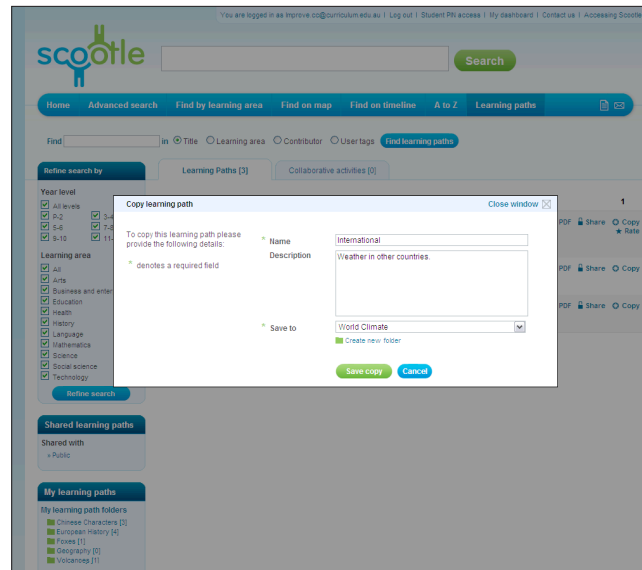 You are logged in as improve.co@curriculum.edu.au | Log out | Student PIN access | My dashboard | Contact us | Accessing Scootle
scootle
Search
Home Advanced search Find by learning area Find on map Find on timeline A to Z Learning paths
Find in Title Learning area Contributor User tags Find learning paths
Refine search by
Learning Paths [3] Collaborative activities [0]
Year level
All levels
P-2 3-4
5-6 7-8
9-10 11-
Learning area
All
Arts
Business and enter
Education
Health
History
Language
Mathematics
Science
Social science
Technology
Refine search
Copy learning path Close window
To copy this learning path please
provide the following details:
* denotes a required field
* Name International
Description Weather in other countries.
* Save to World Climate
Create new folder
Save copy Cancel
1
PDF Share Copy
Rate
PDF Share Copy
PDF Share Copy
Shared learning paths
Shared with
» Public
My learning paths
My learning path folders
Chinese Characters [3]
European History [4]
Foxes [1]
Geography [0]
Volcanoes [1]